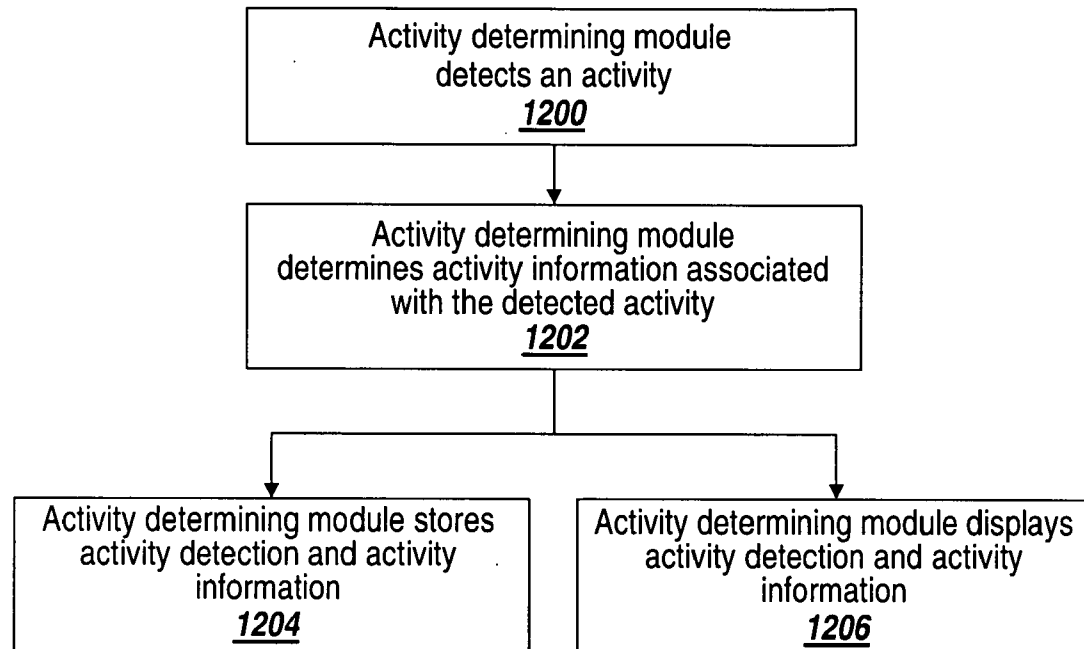 Activity determining module
detects an activity
1200
Activity determining module
determines activity information associated
with the detected activity
1202
Activity determining module stores
activity detection and activity
information
1204
Activity determining module displays
activity detection and activity
information
1206